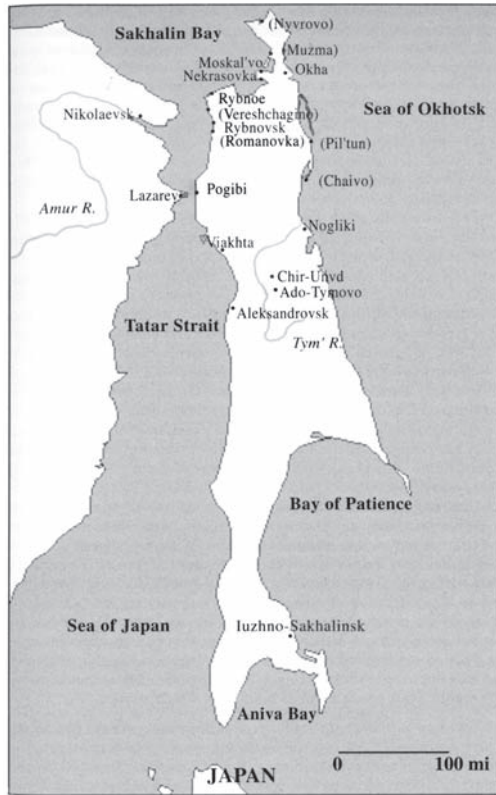 Sakhalin Bay
(Nyvrovo)
(Muzma)
Moskal'vo
Nekrasovka
Okha
Sea of Okhotsk
Rybnoe
(Vereshchagino)
Rybnovsk
(Romanovka)
Nikolaevsk
(Pil'tun)
(Chaivo)
Lazarev
Pogibi
Amur R.
Nogliki
Viakhta
Chir-Unvd
Ado-Tymovo
Aleksandrovsk
Tatar Strait
Tym' R.
Bay of Patience
Sea of Japan
Iuzhno-Sakhalinsk
Aniva Bay
JAPAN
0 100 mi